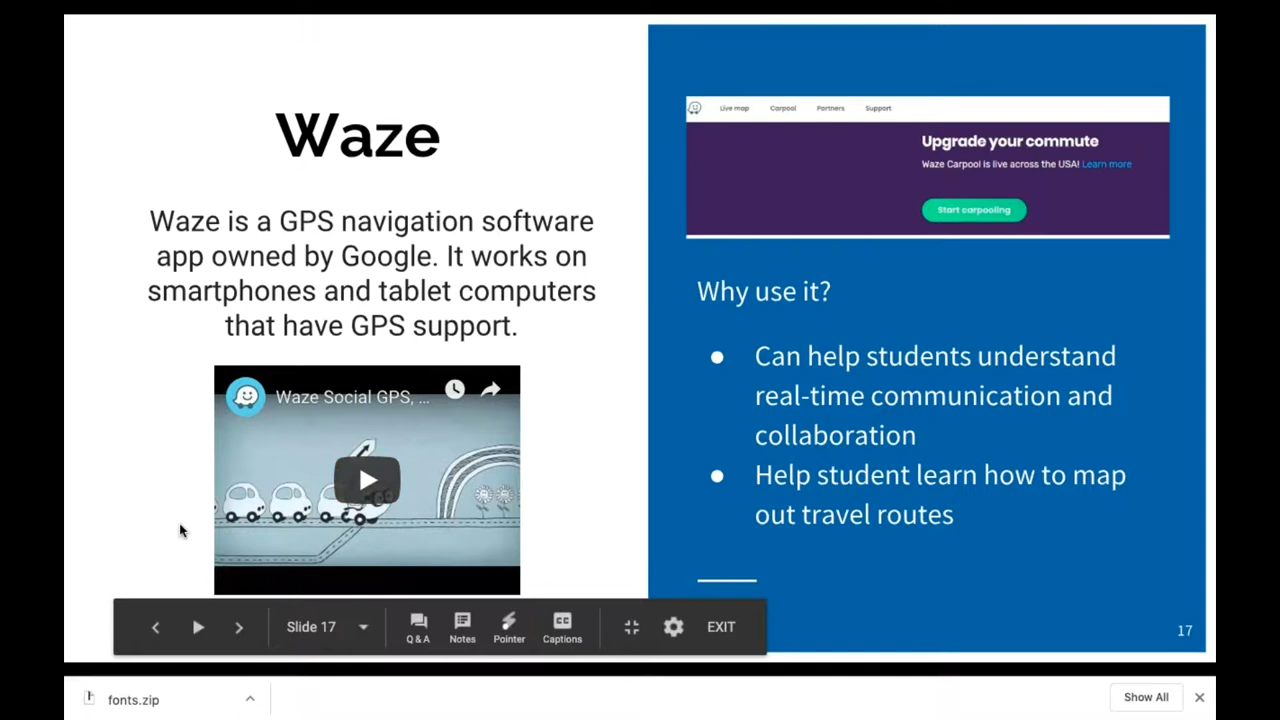 Waze
Waze is a GPS navigation software
app owned by Google. It works on
smartphones and tablet computers
that have GPS support.
Waze Social GPS, ...
Live map Carpool Partners Support
Upgrade your commute
Waze Carpool is live across the USA! Learn more
Start carpooling
Why use it?
● Can help students understand
real-time communication and
collaboration
● Help student learn how to map
out travel routes
17
Slide 17
Q & A Notes Pointer Captions
EXIT
fonts.zip
Show All